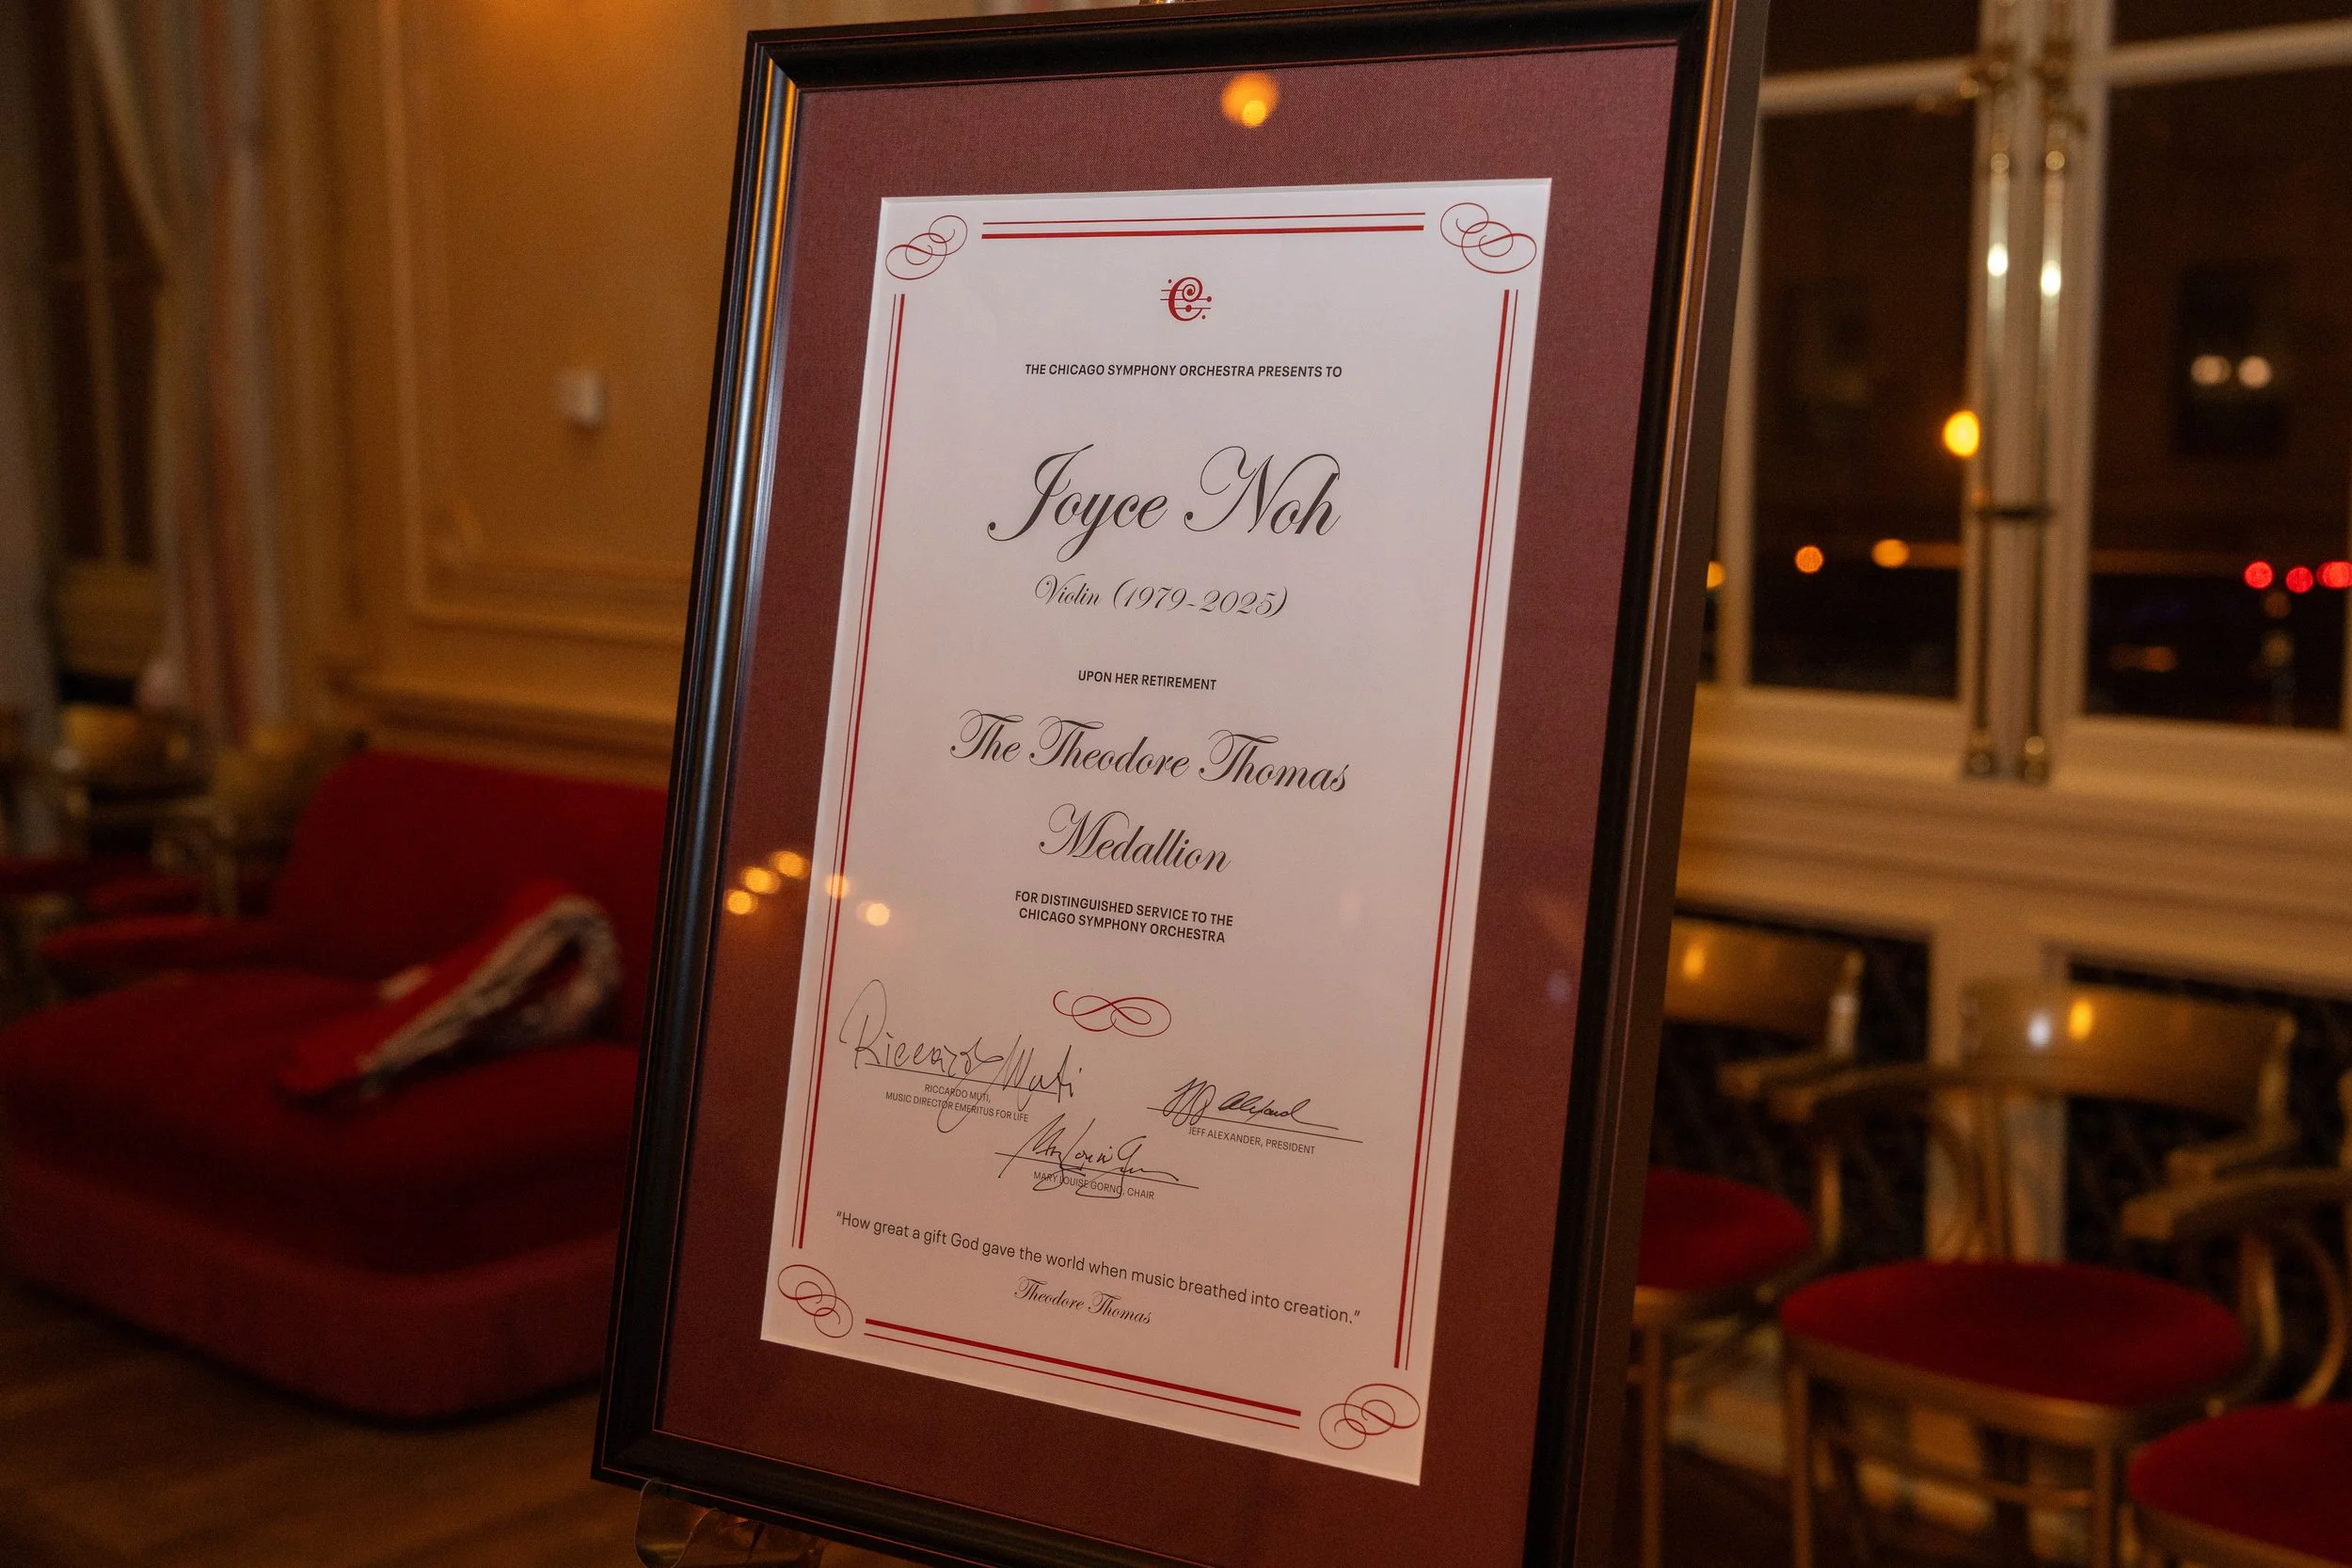 THE CHICAGO SYMPHONY ORCHESTRA PRESENTS TO
Joyce Noh
Violin (1979-2025)
UPON HER RETIREMENT
The Theodore Thomas
Medallion
FOR DISTINGUISHED SERVICE TO THE
CHICAGO SYMPHONY ORCHESTRA
Riccardo Muti
RICCARDO MUTI,
MUSIC DIRECTOR EMERITUS FOR LIFE
JEFF ALEXANDER, PRESIDENT
MARY LOUISE GORNO, CHAIR
"How great a gift God gave the world when music breathed into creation."
Theodore Thomas